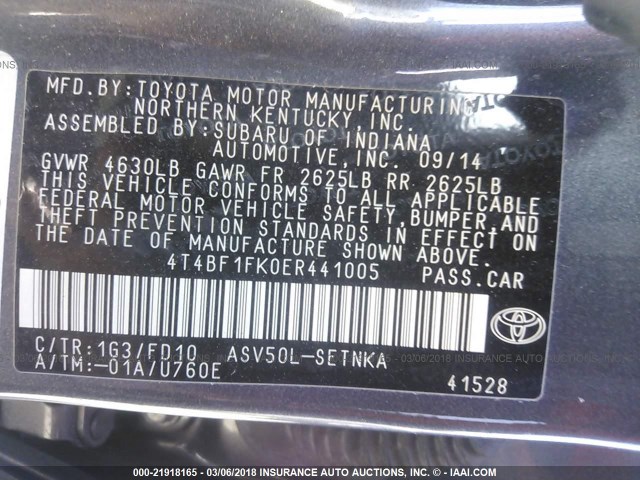 MFD.BY:TOYOTA MOTOR MANUFACTURING
NORTHERN KENTUCKY,INC.
ASSEMBLED BY:SUBARU OF INDIANA
AUTOMOTIVE,INC. 09/14
GVWR 4630LB GAWR FR 2625LB RR 2625LB
THIS VEHICLE CONFORMS TO ALL APPLICABLE
FEDERAL MOTOR VEHICLE SAFETY,BUMPER,AND
THEFT PREVENTION STANDARDS IN EFFECT ON
THE DATE OF MANUFACTURE SHOWN ABOVE.
4T4BF1FK0ER441005 PASS.CAR
C/TR:1G3/FD10 ASV50L-SETNKA
A/TM:-01A/U760E
41528
000-21918165 - 03/06/2018 - INSURANCE AUTO AUCTIONS - IAAI.COM